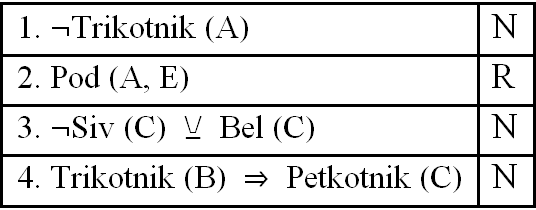 1. ¬Trikotnik (A) N
2. Pod (A, E) R
3. ¬Siv (C) ⊻ Bel (C) N
4. Trikotnik (B) ⇒ Petkotnik (C) N